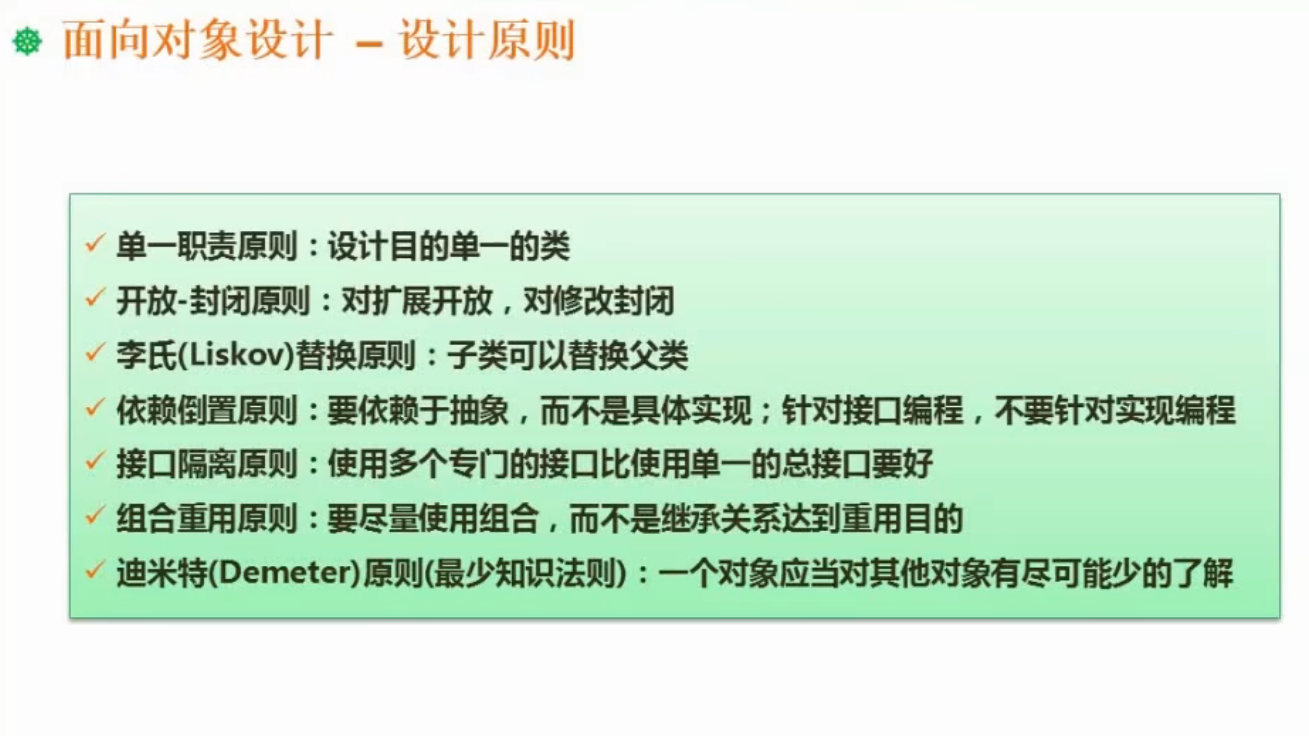 面向对象设计 – 设计原则
单一职责原则：设计目的单一的类
开放-封闭原则：对扩展开放，对修改封闭
李氏(Liskov)替换原则：子类可以替换父类
依赖倒置原则：要依赖于抽象，而不是具体实现；针对接口编程，不要针对实现编程
接口隔离原则：使用多个专门的接口比使用单一的总接口要好
组合重用原则：要尽量使用组合，而不是继承关系达到重用目的
迪米特(Demeter)原则(最少知识法则)：一个对象应当对其他对象有尽可能少的了解